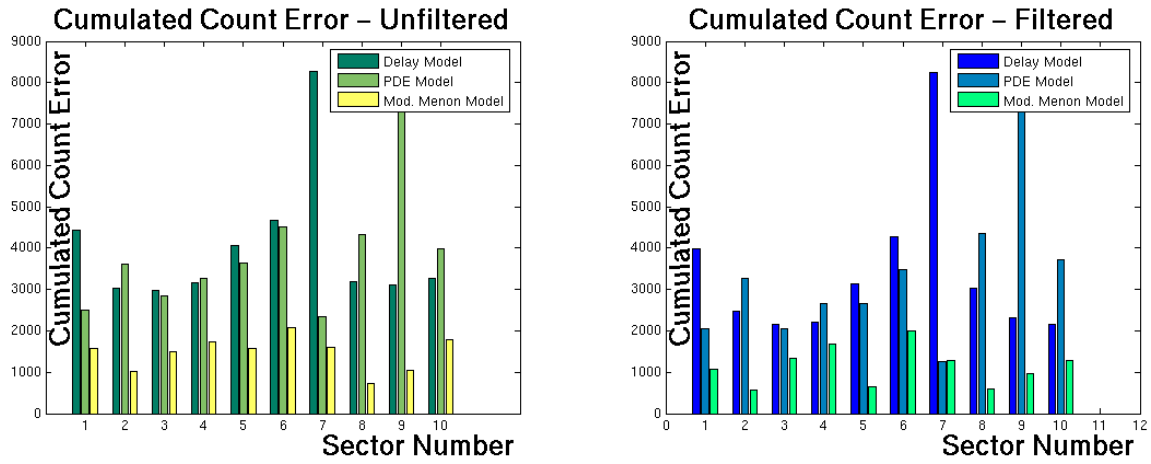 Cumulated Count Error – Unfiltered
Cumulated Count Error
9000
8000
7000
6000
5000
4000
3000
2000
1000
0
Delay Model
PDE Model
Mod. Menon Model
1 2 3 4 5 6 7 8 9 10
Sector Number
Cumulated Count Error – Filtered
Cumulated Count Error
9000
8000
7000
6000
5000
4000
3000
2000
1000
0
Delay Model
PDE Model
Mod. Menon Model
0 1 2 3 4 5 6 7 8 9 10 11 12
Sector Number